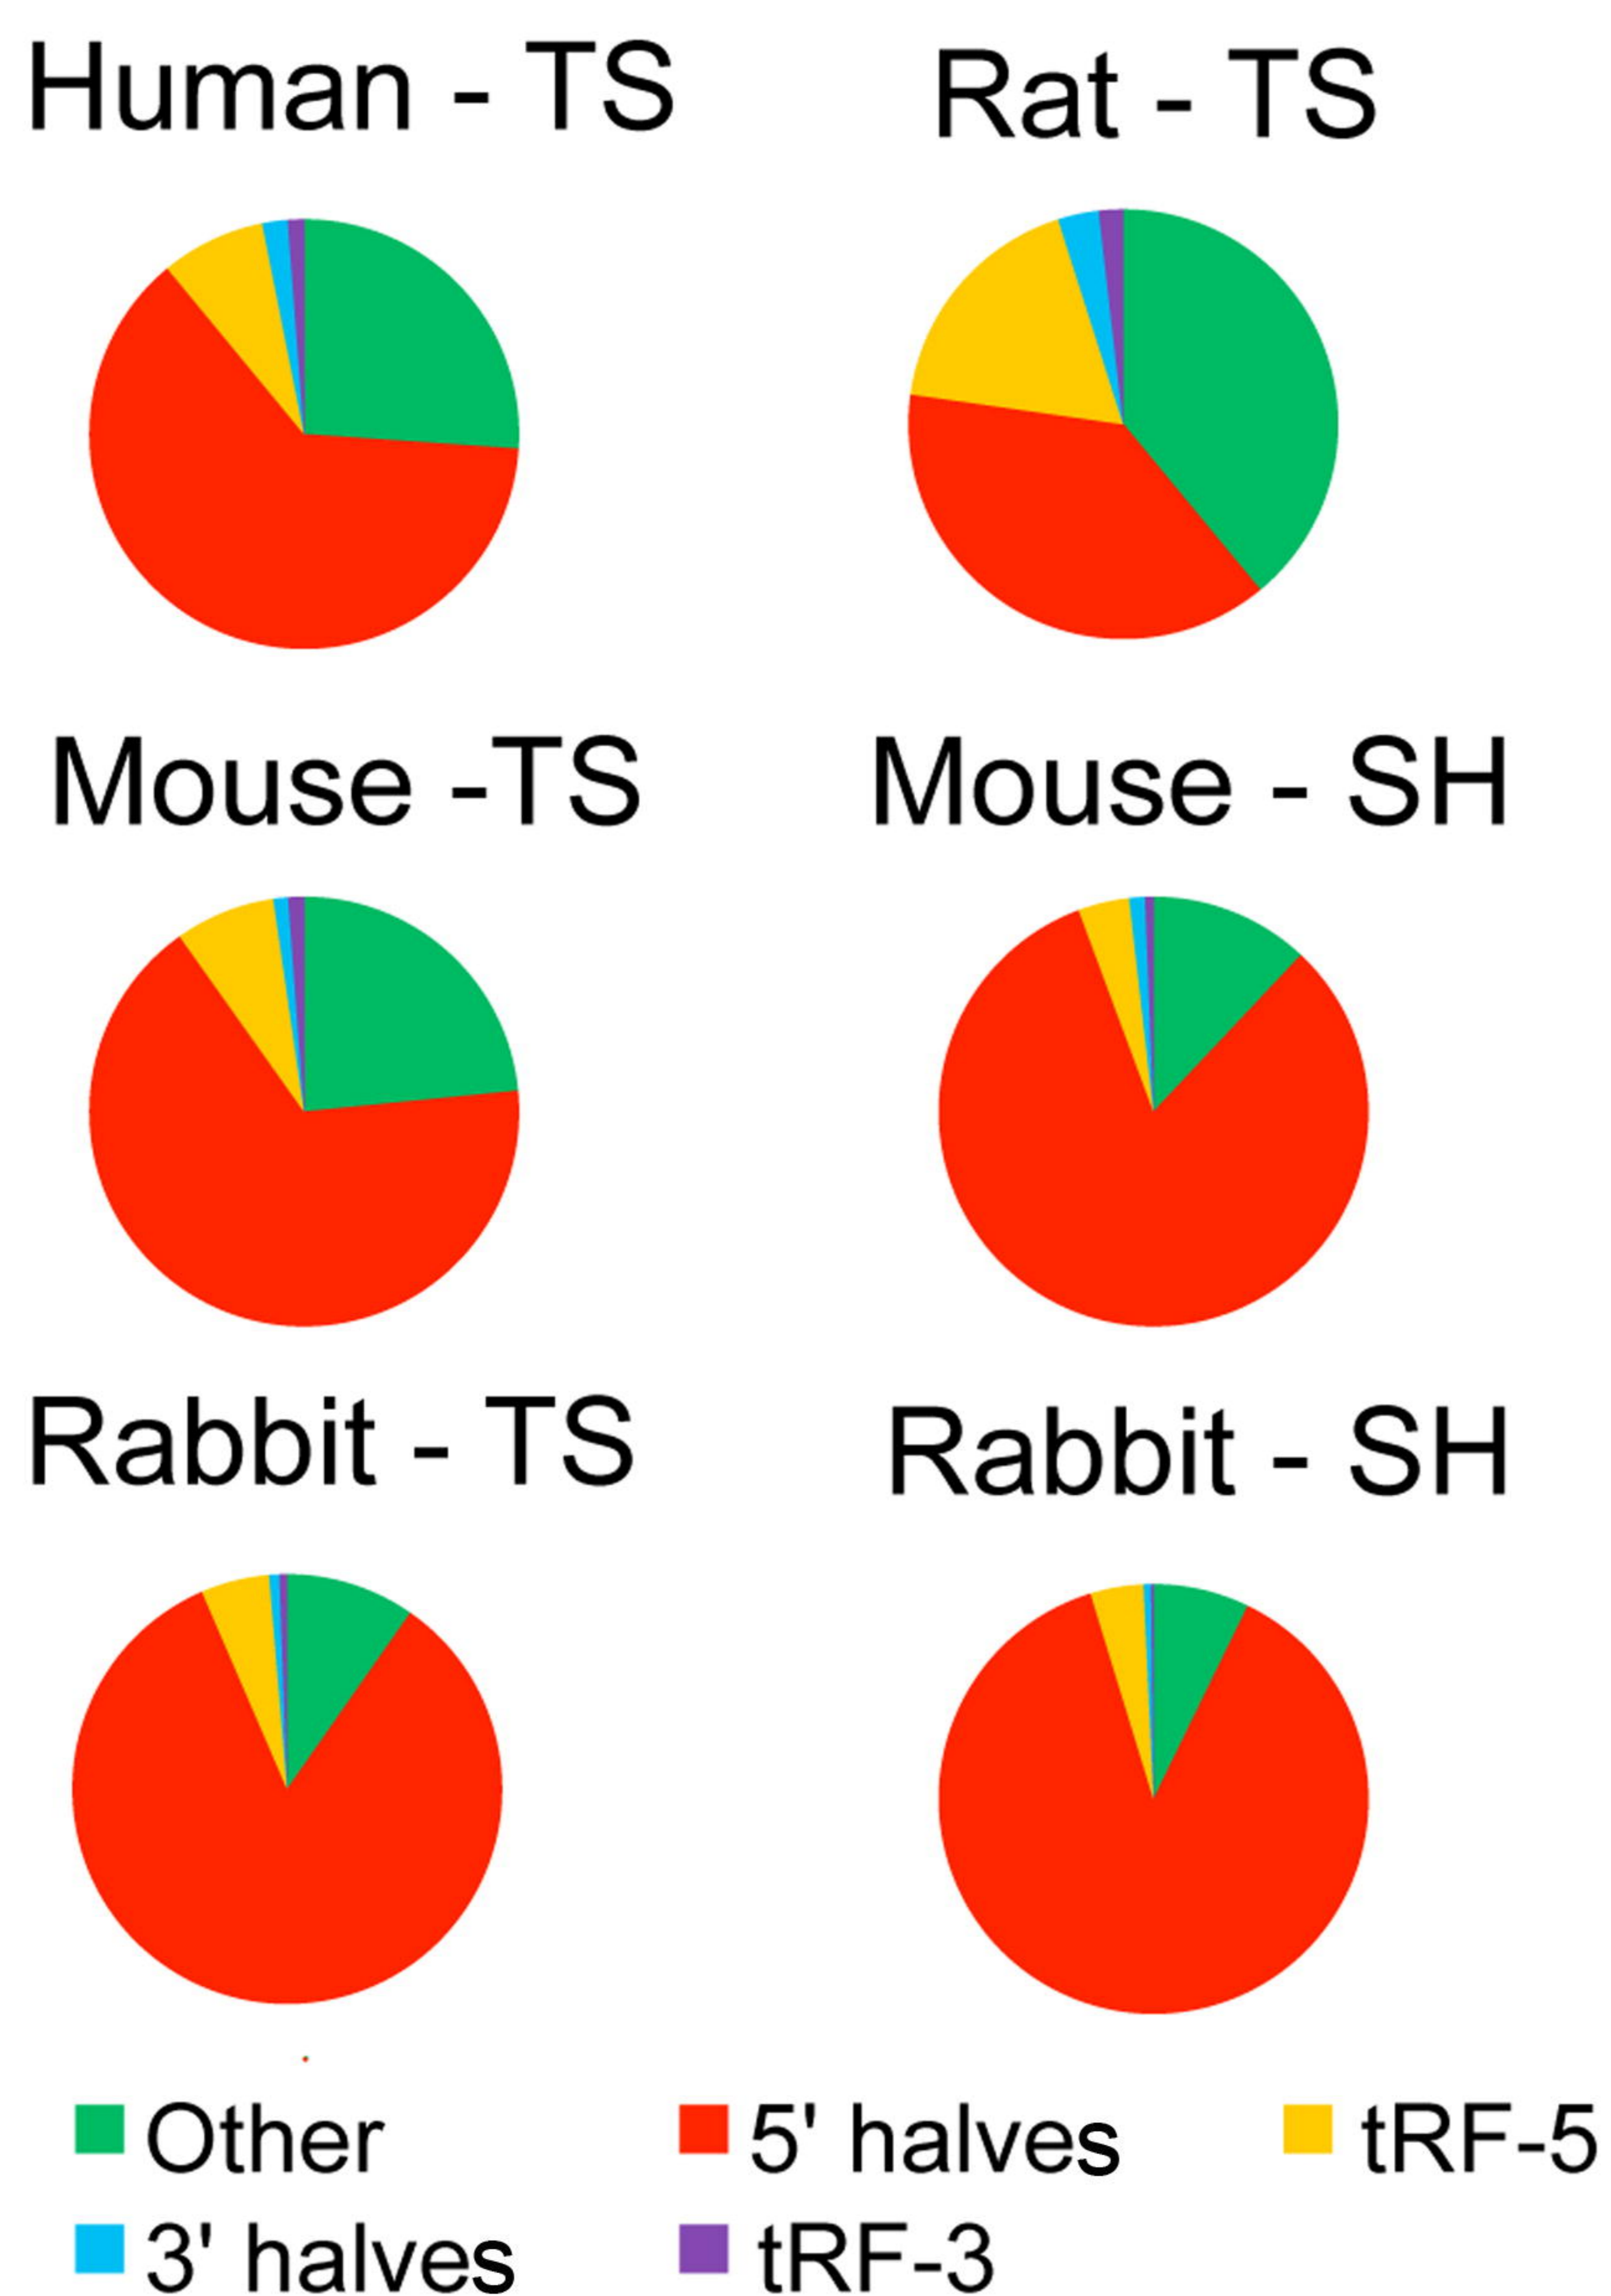 Human - TS
Rat - TS
Mouse -TS
Mouse - SH
Rabbit - TS
Rabbit - SH
Other
5' halves
tRF-5
3' halves
tRF-3